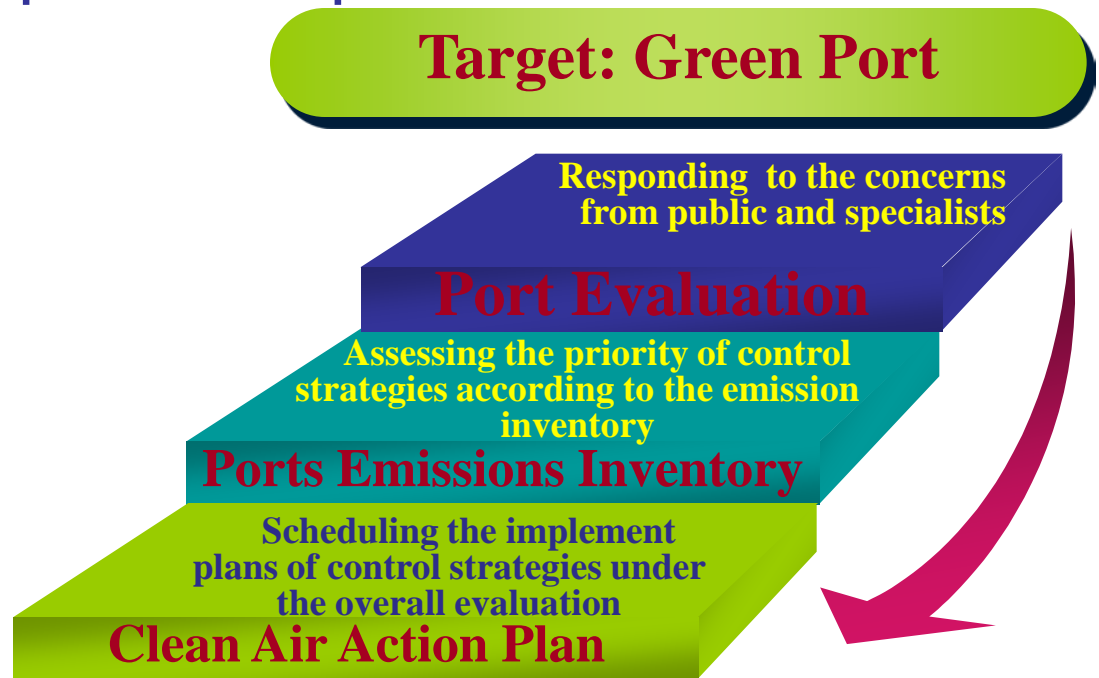 Target: Green Port
Responding to the concerns
from public and specialists
Port Evaluation
Assessing the priority of control
strategies according to the emission
inventory
Ports Emissions Inventory
Scheduling the implement
plans of control strategies under
the overall evaluation
Clean Air Action Plan